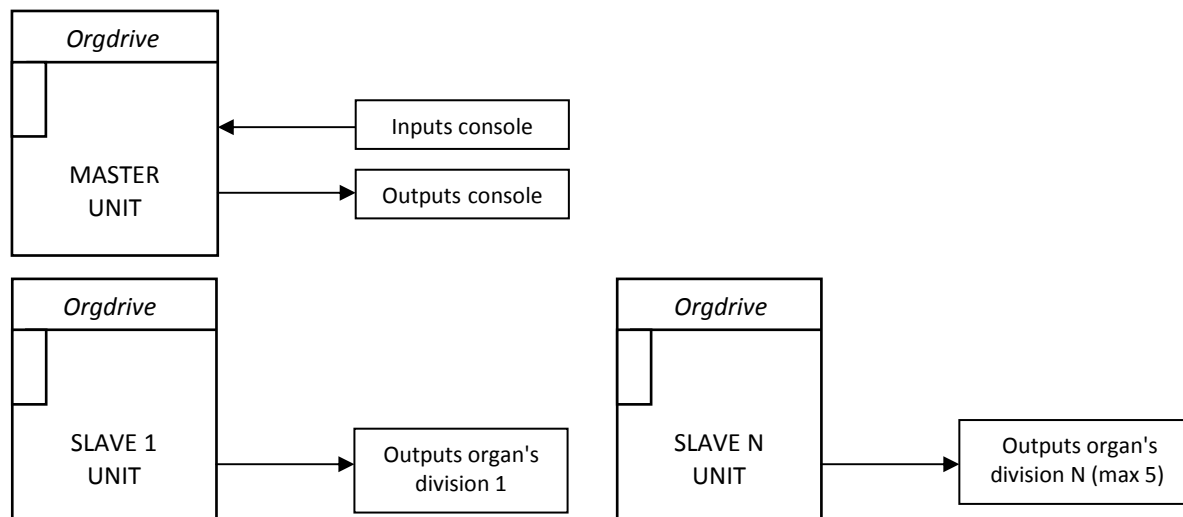 Orgdrive
MASTER
UNIT
Inputs console
Outputs console
Orgdrive
SLAVE 1
UNIT
Outputs organ's
division 1
Orgdrive
SLAVE N
UNIT
Outputs organ's
division N (max 5)